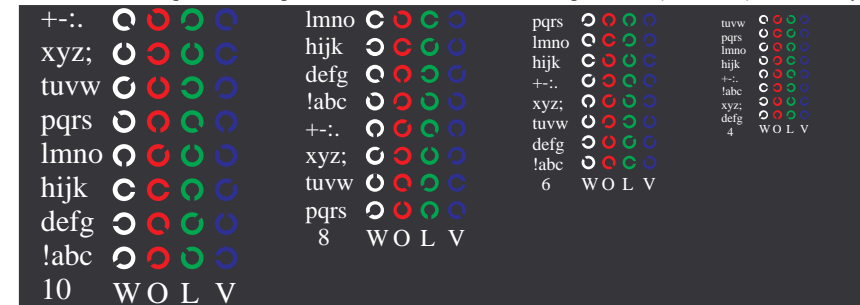 +-:.
xyz;
tuvw
pqrs
lmno
hijk
defg
!abc
10 W O L V
lmno
hijk
defg
!abc
+-:.
xyz;
tuvw
pqrs
8 W O L V
pqrs
lmno
hijk
+-:.
xyz;
tuvw
defg
!abc
6 W O L V
tuvw
pqrs
lmno
hijk
+-:.
!abc
xyz;
defg
4 W O L V